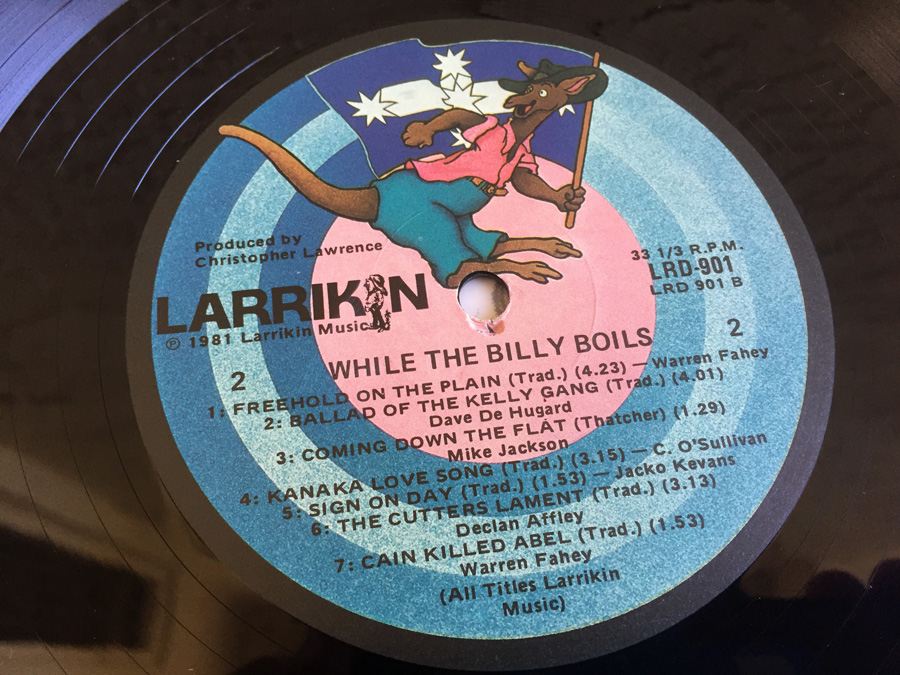 Produced by
Christopher Lawrence
LARRIKIN
℗ 1981 Larrikin Music
33 1/3 R.P.M.
LRD-901
LRD 901 B
2
2
WHILE THE BILLY BOILS
1: FREEHOLD ON THE PLAIN (Trad.) (4.23) — Warren Fahey
2: BALLAD OF THE KELLY GANG (Trad.) (4.01)
Dave De Hugard
3: COMING DOWN THE FLAT (Thatcher) (1.29)
Mike Jackson
4: KANAKA LOVE SONG (Trad.) (3.15) — C. O'Sullivan
5: SIGN ON DAY (Trad.) (1.53) — Jacko Kevans
6: THE CUTTERS LAMENT (Trad.) (3.13)
Declan Affley
7: CAIN KILLED ABEL (Trad.) (1.53)
Warren Fahey
(All Titles Larrikin
Music)